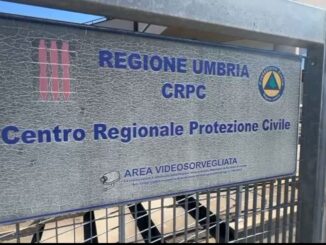 REGIONE UMBRIA
CRPC
Centro Regionale Protezione Civile
AREA VIDEOSORVEGLIATA